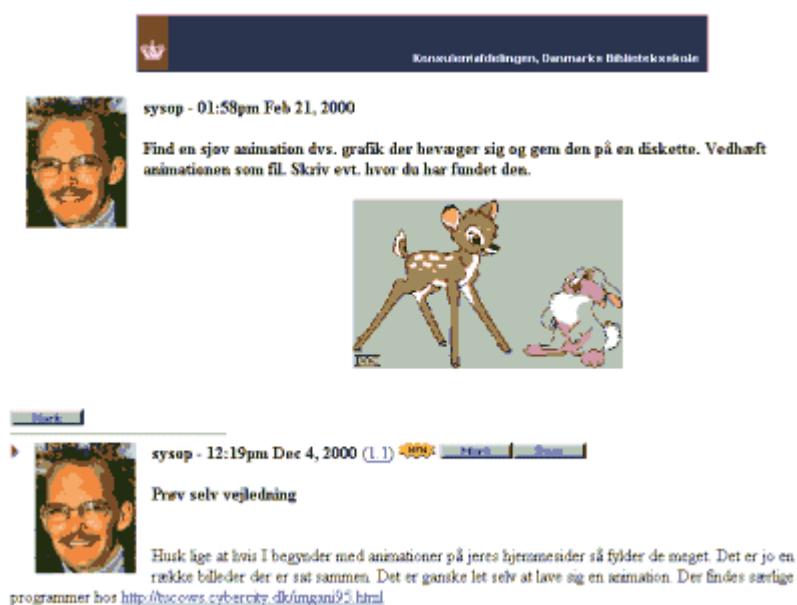 Konsulentafdelingen, Danmarks Biblioteksskole
sysop - 01:58pm Feb 21, 2000
Find en sjov animation dvs. grafik der bevæger sig og gem den på en diskette. Vedhæft
animationen som fil. Skriv evt. hvor du har fundet den.
Mark
sysop - 12:19pm Dec 4, 2000 (1.1) NEW Mark
Prøv selv vejledning
Husk lige at hvis I begynder med animationer på jeres hjemmesider så fylder de meget. Det er jo en
række billeder der er sat sammen. Det er ganske let selv at lave sig en animation. Der findes særlige
programmer hos http://tucows.cybercity.dk/imgani95.html